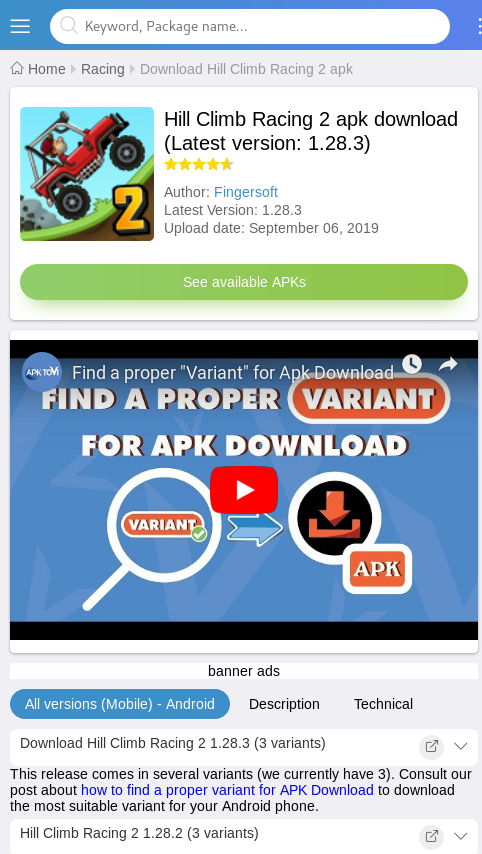 Keyword, Package name...
Home Racing Download Hill Climb Racing 2 apk
Hill Climb Racing 2 apk download
(Latest version: 1.28.3)
Author: Fingersoft
Latest Version: 1.28.3
Upload date: September 06, 2019
2
See available APKs
Find a proper "Variant" for Apk Download
FIND A PROPER VARIANT
FOR APK DOWNLOAD
VARIANT
APK
banner ads
All versions (Mobile) - Android Description Technical
Download Hill Climb Racing 2 1.28.3 (3 variants)
This release comes in several variants (we currently have 3). Consult our
post about how to find a proper variant for APK Download to download
the most suitable variant for your Android phone.
Hill Climb Racing 2 1.28.2 (3 variants)